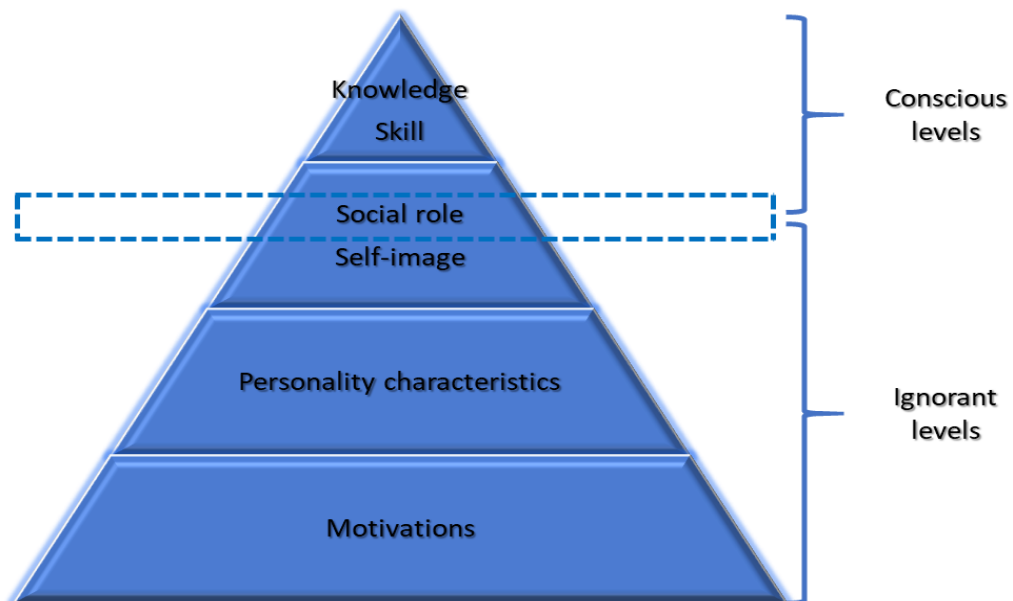 Knowledge
Skill
Conscious
levels
Social role
Self-image
Personality characteristics
Ignorant
levels
Motivations